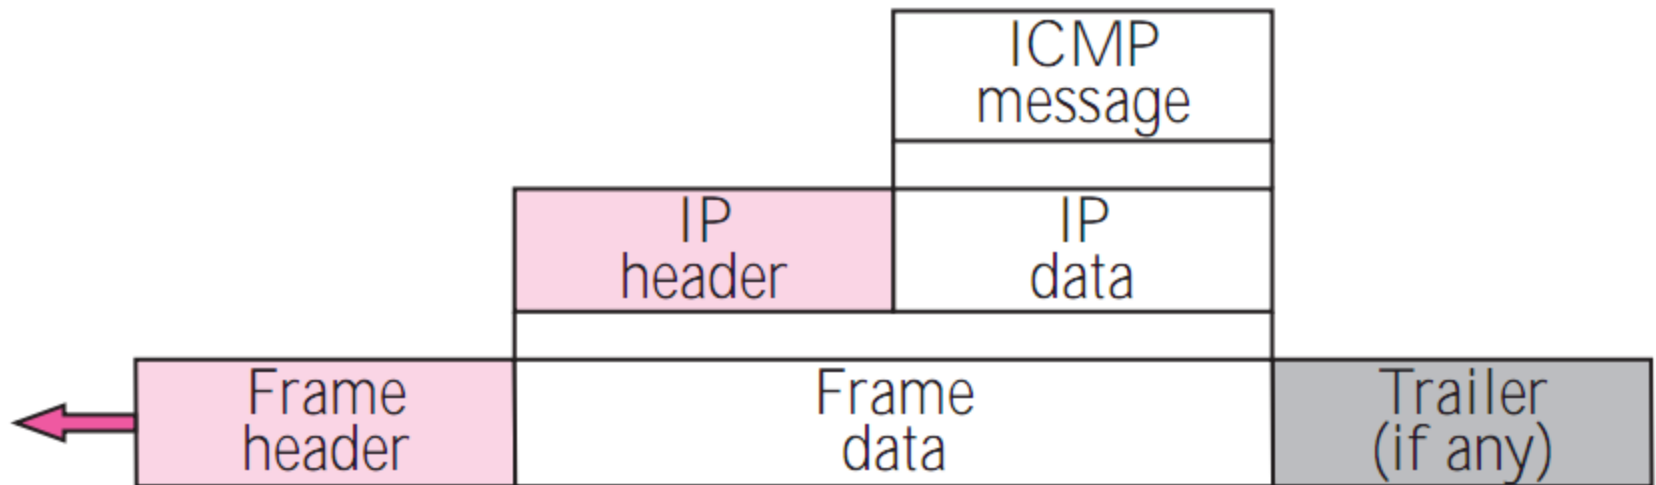 ICMP
message
IP
header
IP
data
Frame
header
Frame
data
Trailer
(if any)